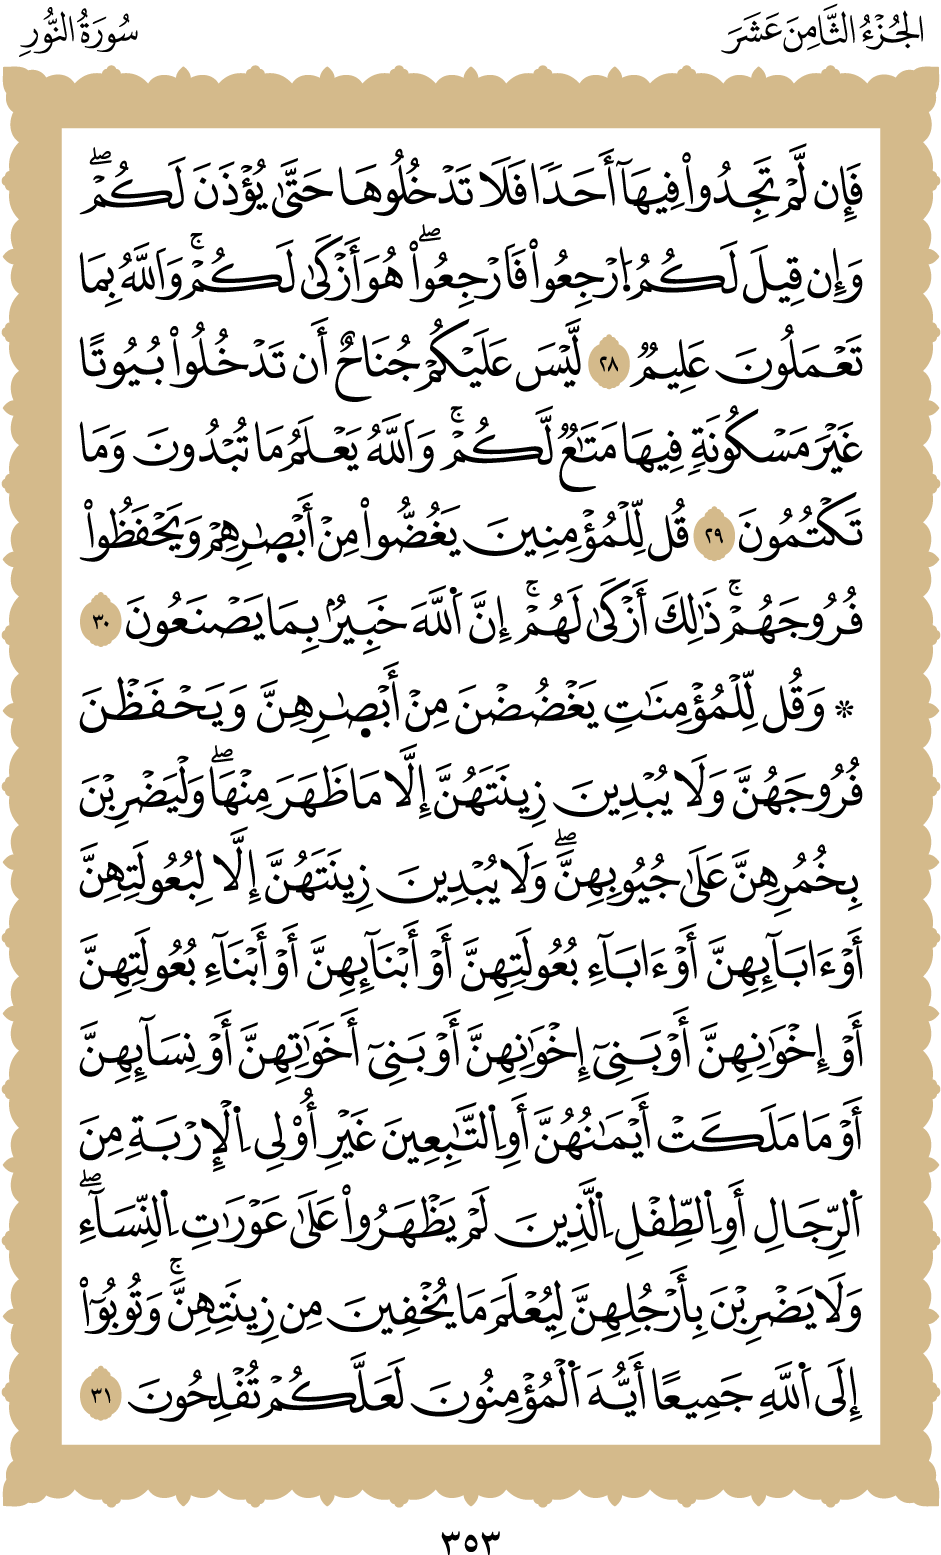 الجُزْءُ الثَّامِنَ عَشَرَ
سُورَةُ النُّورِ
فَإِن لَّمۡ تَجِدُواْ فِيهَآ أَحَدٗا فَلَا تَدۡخُلُوهَا حَتَّىٰ يُؤۡذَنَ لَكُمۡۖ
وَإِن قِيلَ لَكُمُ ٱرۡجِعُواْ فَٱرۡجِعُواْۖ هُوَ أَزۡكَىٰ لَكُمۡۚ وَٱللَّهُ بِمَا
تَعۡمَلُونَ عَلِيمٞ ٢٨ لَّيۡسَ عَلَيۡكُمۡ جُنَاحٌ أَن تَدۡخُلُواْ بُيُوتًا
غَيۡرَ مَسۡكُونَةٖ فِيهَا مَتَٰعٞ لَّكُمۡۚ وَٱللَّهُ يَعۡلَمُ مَا تُبۡدُونَ وَمَا
تَكۡتُمُونَ ٢٩ قُل لِّلۡمُؤۡمِنِينَ يَغُضُّواْ مِنۡ أَبۡصَٰرِهِمۡ وَيَحۡفَظُواْ
فُرُوجَهُمۡۚ ذَٰلِكَ أَزۡكَىٰ لَهُمۡۚ إِنَّ ٱللَّهَ خَبِيرُۢ بِمَا يَصۡنَعُونَ ٣٠
* وَقُل لِّلۡمُؤۡمِنَٰتِ يَغۡضُضۡنَ مِنۡ أَبۡصَٰرِهِنَّ وَيَحۡفَظۡنَ
فُرُوجَهُنَّ وَلَا يُبۡدِينَ زِينَتَهُنَّ إِلَّا مَا ظَهَرَ مِنۡهَاۖ وَلۡيَضۡرِبۡنَ
بِخُمُرِهِنَّ عَلَىٰ جُيُوبِهِنَّۖ وَلَا يُبۡدِينَ زِينَتَهُنَّ إِلَّا لِبُعُولَتِهِنَّ
أَوۡ ءَابَآئِهِنَّ أَوۡ ءَابَآءِ بُعُولَتِهِنَّ أَوۡ أَبۡنَآئِهِنَّ أَوۡ أَبۡنَآءِ بُعُولَتِهِنَّ
أَوۡ إِخۡوَٰنِهِنَّ أَوۡ بَنِيٓ إِخۡوَٰنِهِنَّ أَوۡ بَنِيٓ أَخَوَٰتِهِنَّ أَوۡ نِسَآئِهِنَّ
أَوۡ مَا مَلَكَتۡ أَيۡمَٰنُهُنَّ أَوِ ٱلتَّٰبِعِينَ غَيۡرِ أُوْلِي ٱلۡإِرۡبَةِ مِنَ
ٱلرِّجَالِ أَوِ ٱلطِّفۡلِ ٱلَّذِينَ لَمۡ يَظۡهَرُواْ عَلَىٰ عَوۡرَٰتِ ٱلنِّسَآءِۖ
وَلَا يَضۡرِبۡنَ بِأَرۡجُلِهِنَّ لِيُعۡلَمَ مَا يُخۡفِينَ مِن زِينَتِهِنَّۚ وَتُوبُوٓاْ
إِلَى ٱللَّهِ جَمِيعًا أَيُّهَ ٱلۡمُؤۡمِنُونَ لَعَلَّكُمۡ تُفۡلِحُونَ ٣١
٣٥٣